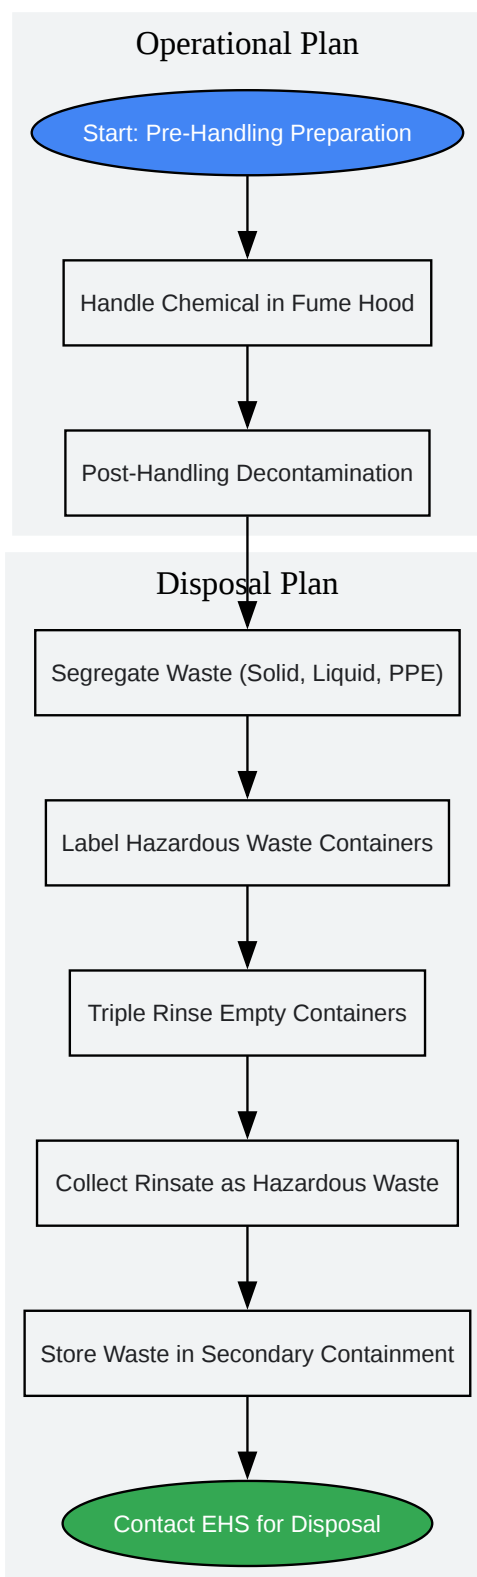 Operational Plan
Start: Pre-Handling Preparation
Handle Chemical in Fume Hood
Post-Handling Decontamination
Disposal Plan
Segregate Waste (Solid, Liquid, PPE)
Label Hazardous Waste Containers
Triple Rinse Empty Containers
Collect Rinsate as Hazardous Waste
Store Waste in Secondary Containment
Contact EHS for Disposal